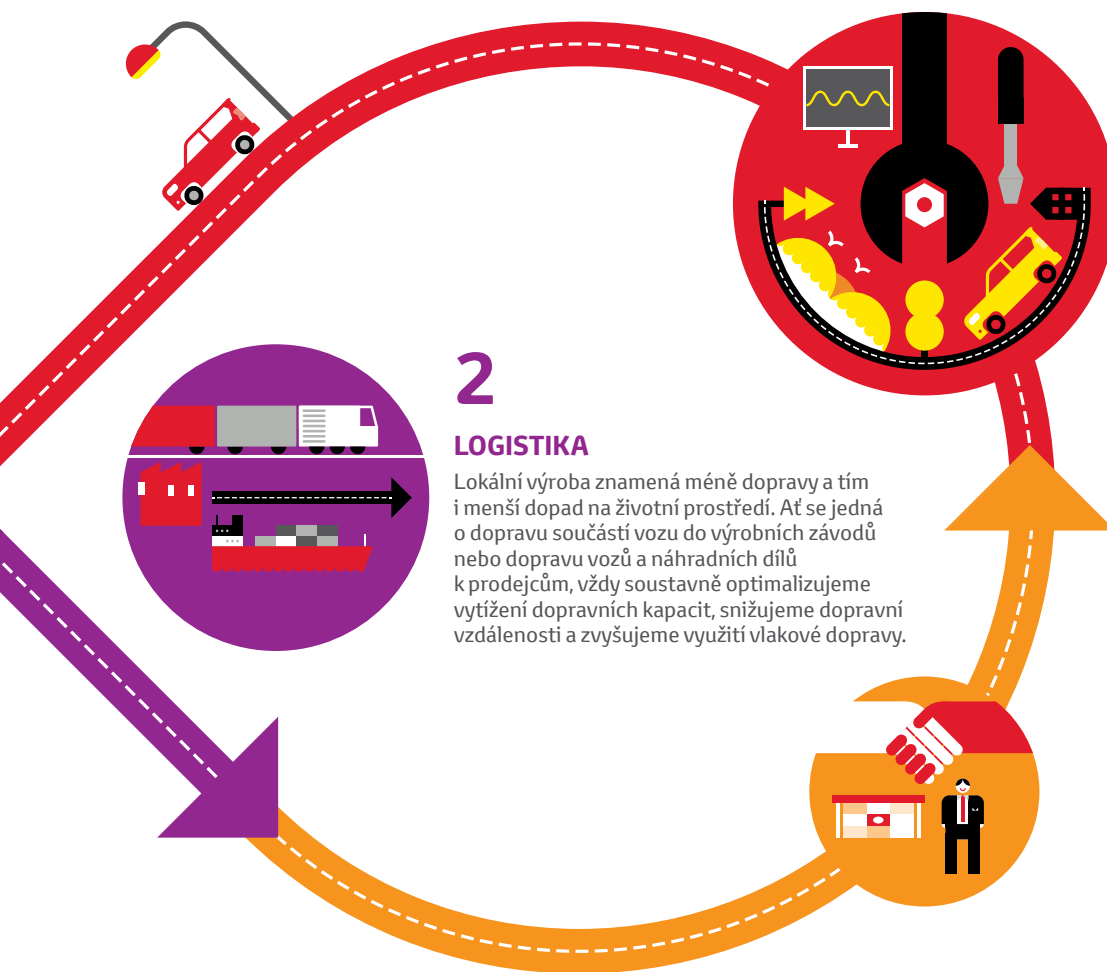 2
LOGISTIKA
Lokální výroba znamená méně dopravy a tím
i menší dopad na životní prostředí. Ať se jedná
o dopravu součástí vozu do výrobních závodů
nebo dopravu vozů a náhradních dílů
k prodejcům, vždy soustavně optimalizujeme
vytížení dopravních kapacit, snižujeme dopravní
vzdálenosti a zvyšujeme využití vlakové dopravy.